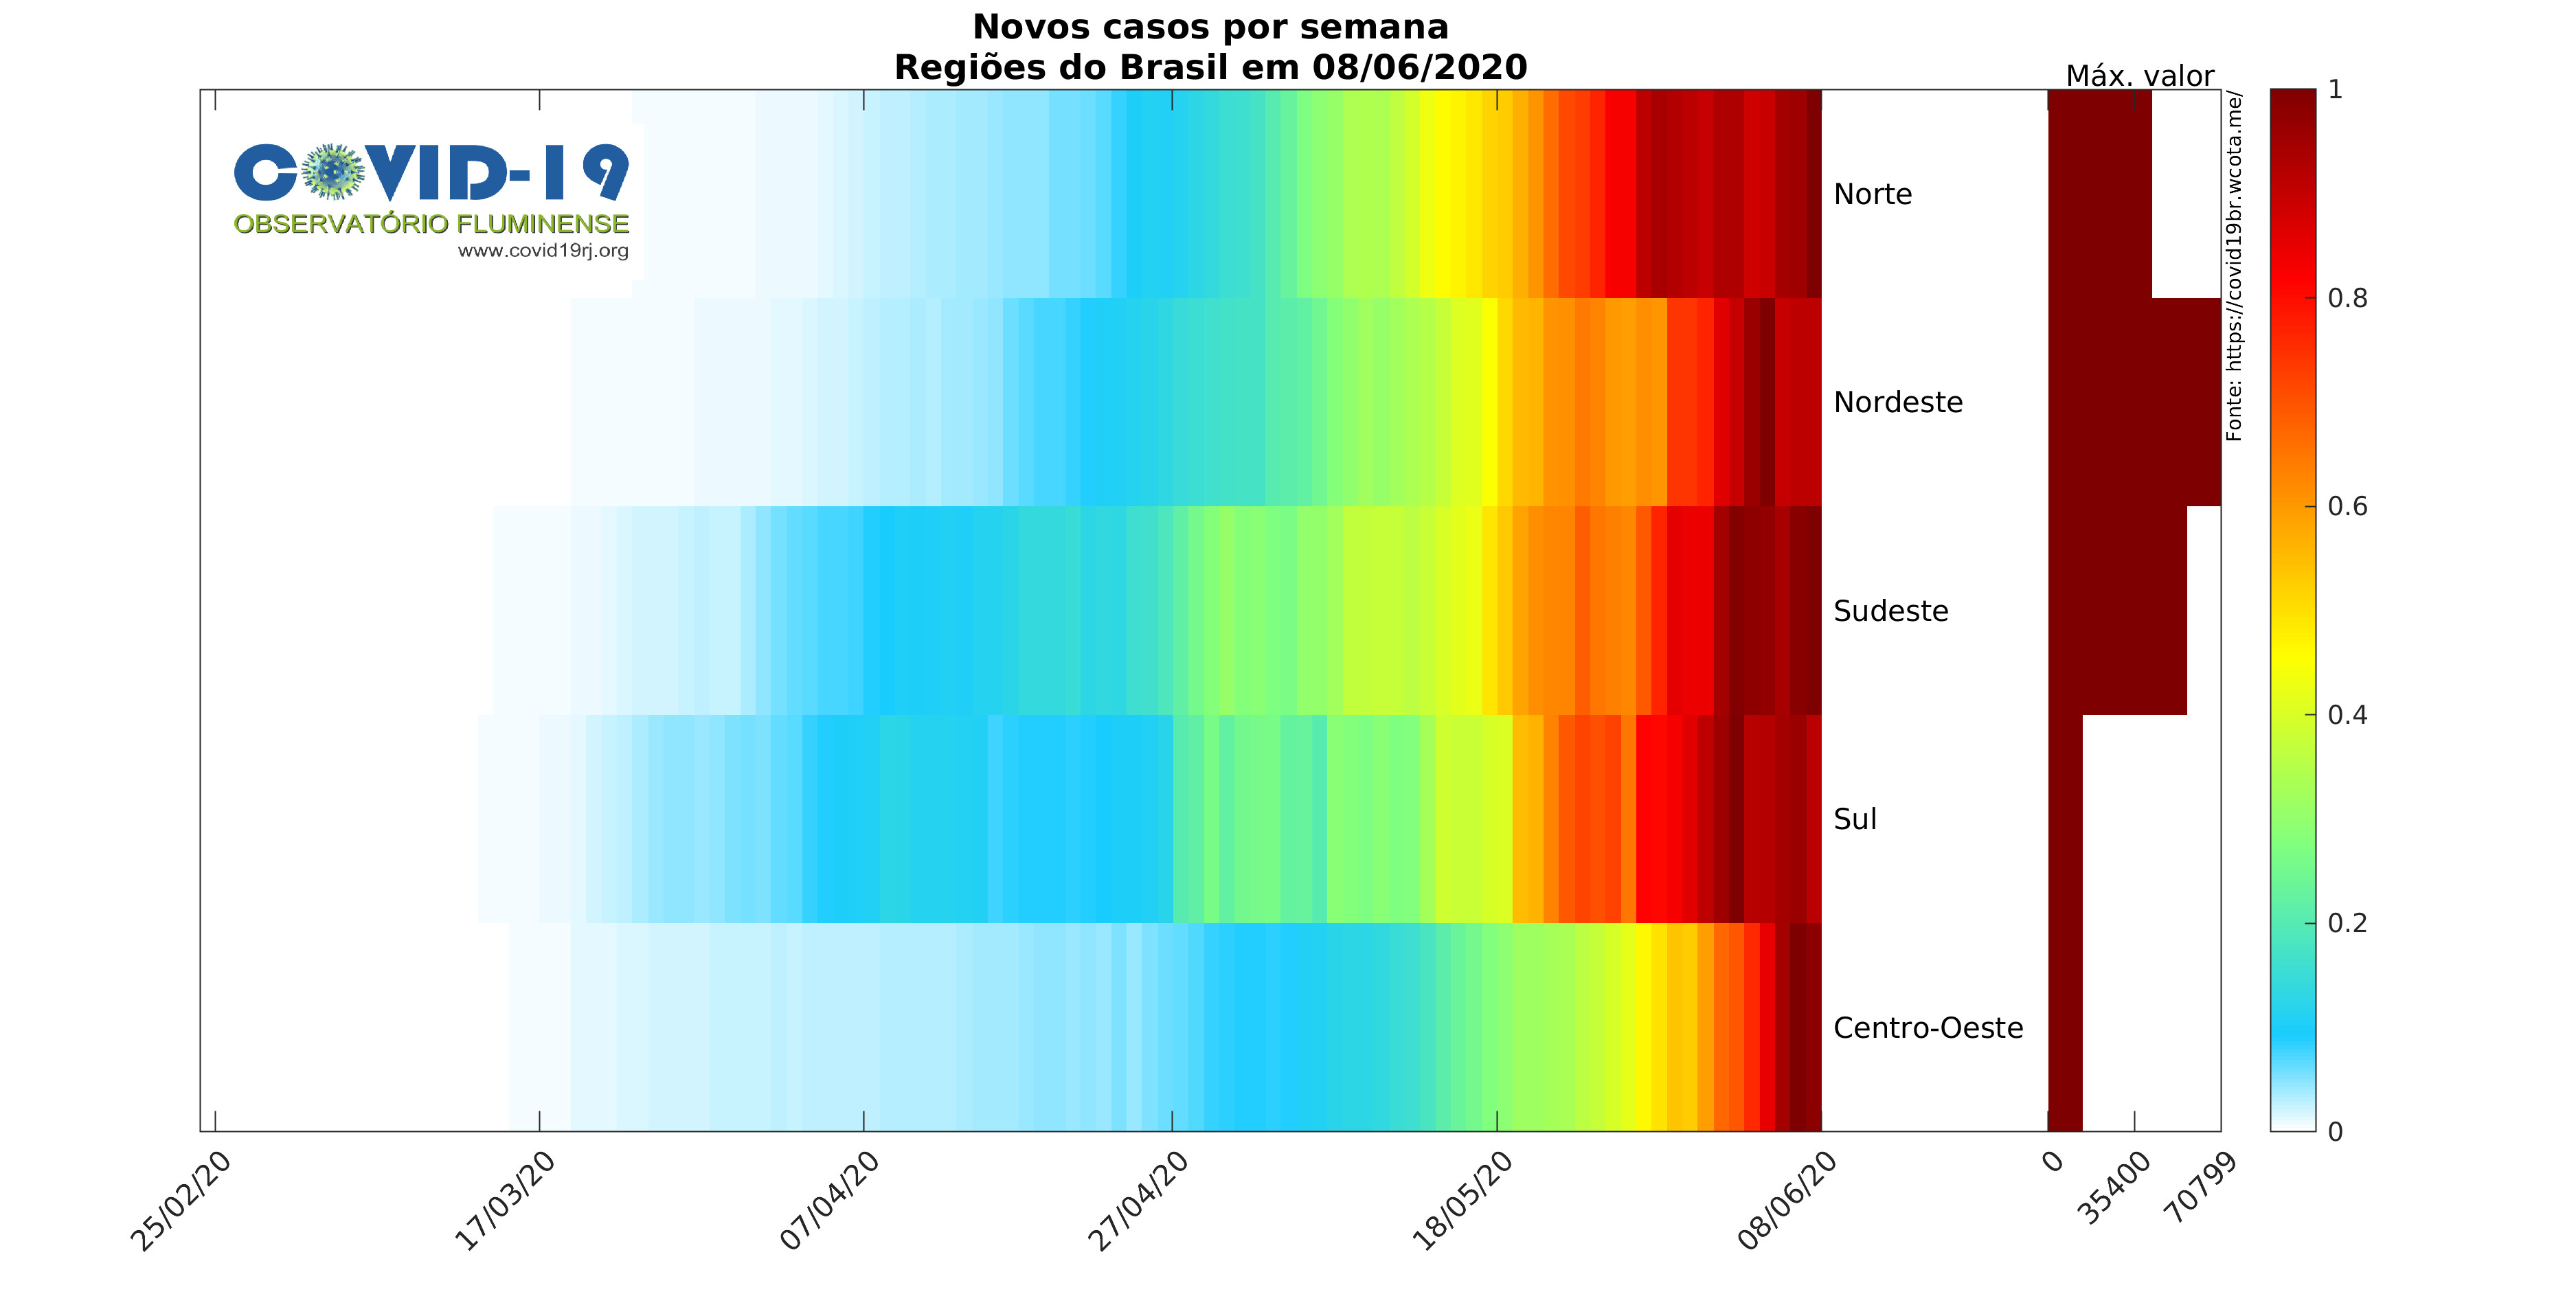 Novos casos por semana
Regiões do Brasil em 08/06/2020
Máx. valor
COVID-19
OBSERVATÓRIO FLUMINENSE
www.covid19rj.org
Norte
Nordeste
Sudeste
Sul
Centro-Oeste
Fonte: https://covid19br.wcota.me/
1
0.8
0.6
0.4
0.2
0
25/02/20
17/03/20
07/04/20
27/04/20
18/05/20
08/06/20
0
35400
70799